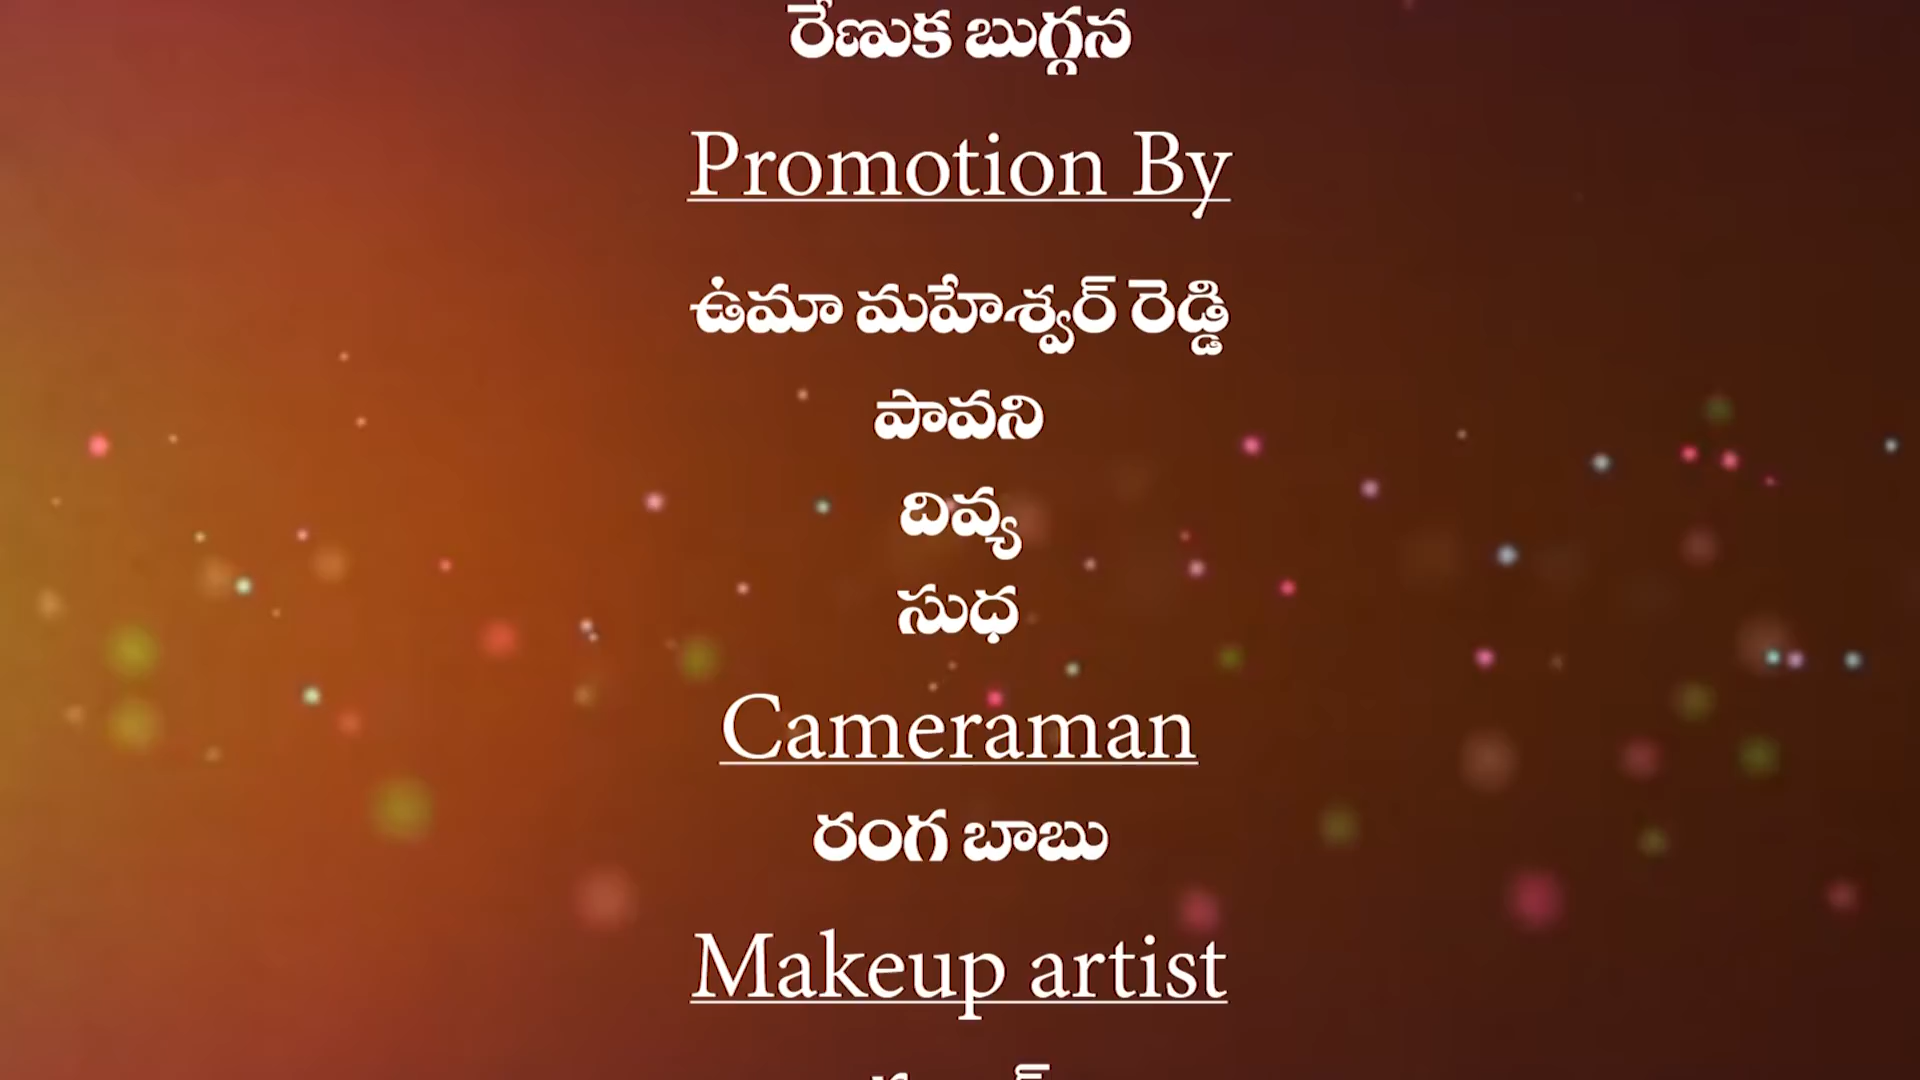 రేణుక బుగ్గన
Promotion By
ఉమా మహేశ్వర్ రెడ్డి
పావని
దివ్య
సుధ
Cameraman
రంగ బాబు
Makeup artist